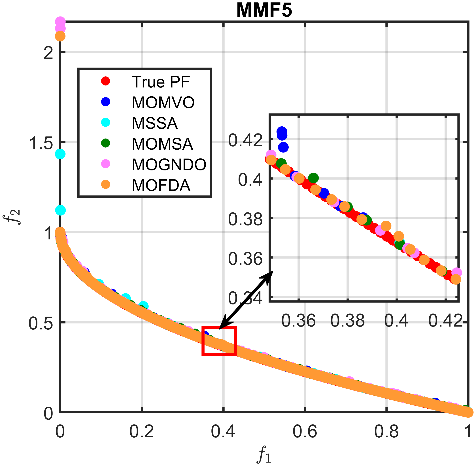 MMF5
2
1.5
1
0.5
0
f2
True PF
MOMVO
MSSA
MOMSA
MOGNDO
MOFDA
0.42
0.4
0.38
0.36
0.34
0.36 0.38 0.4 0.42
0 0.2 0.4 0.6 0.8 1
f1